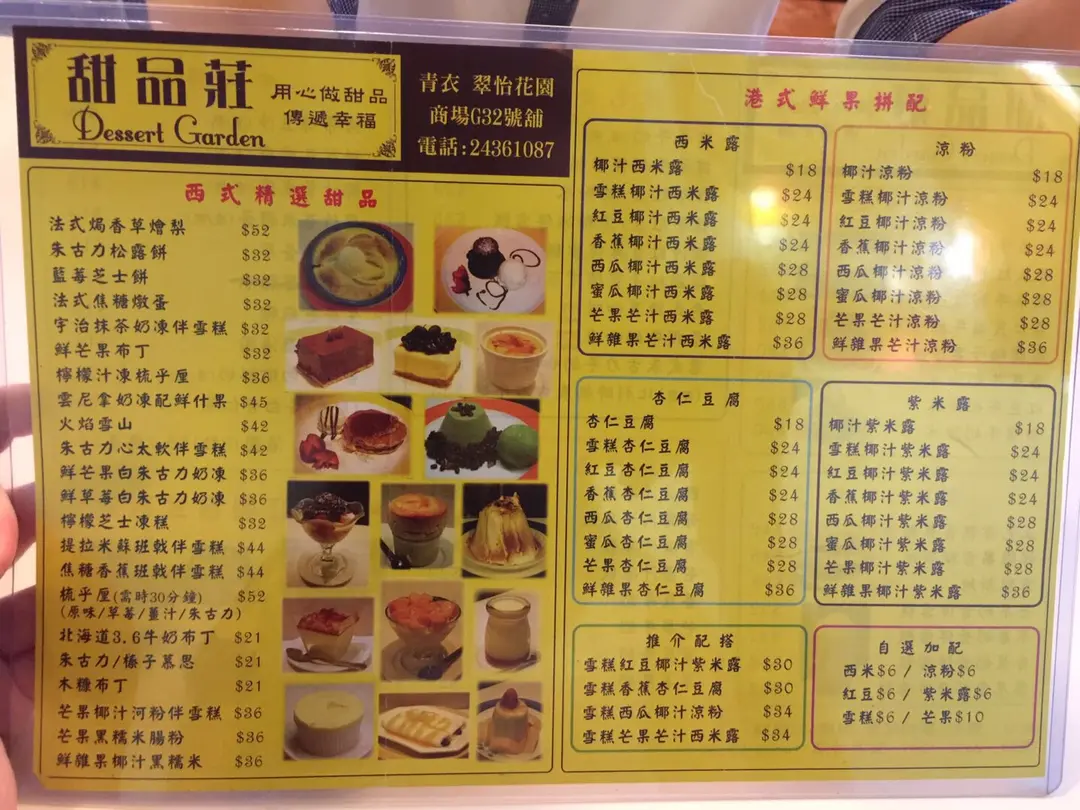 甜品莊
Dessert Garden
用心做甜品
傳遞幸福
青衣 翠怡花園
商場G32號舖
電話:24361087
西式精選甜品
法式焗香草燴梨 $52
朱古力松露餅 $32
藍莓芝士餅 $32
法式焦糖燉蛋 $32
宇治抹茶奶凍伴雪糕 $32
鮮芒果布丁 $32
檸檬汁凍梳乎厘 $36
雲尼拿奶凍配鮮什果 $45
火焰雪山 $42
朱古力心太軟伴雪糕 $42
鮮芒果白朱古力奶凍 $36
鮮草莓白朱古力奶凍 $36
檸檬芝士凍糕 $32
提拉米蘇班戟伴雪糕 $44
焦糖香蕉班戟伴雪糕 $44
梳乎厘(需時30分鐘) $52
(原味/草莓/薑汁/朱古力)
北海道3.6牛奶布丁 $21
朱古力/榛子慕思 $21
木糠布丁 $21
芒果椰汁河粉伴雪糕 $36
芒果黑糯米腸粉 $36
鮮雜果椰汁黑糯米 $36
港式鮮果拼配
西米露
椰汁西米露 $18
雪糕椰汁西米露 $24
紅豆椰汁西米露 $24
香蕉椰汁西米露 $24
西瓜椰汁西米露 $28
蜜瓜椰汁西米露 $28
芒果芒汁西米露 $28
鮮雜果芒汁西米露 $36
涼粉
椰汁涼粉 $18
雪糕椰汁涼粉 $24
紅豆椰汁涼粉 $24
香蕉椰汁涼粉 $24
西瓜椰汁涼粉 $28
蜜瓜椰汁涼粉 $28
芒果芒汁涼粉 $28
鮮雜果芒汁涼粉 $36
杏仁豆腐
杏仁豆腐 $18
雪糕杏仁豆腐 $24
紅豆杏仁豆腐 $24
香蕉杏仁豆腐 $24
西瓜杏仁豆腐 $28
蜜瓜杏仁豆腐 $28
芒果杏仁豆腐 $28
鮮雜果杏仁豆腐 $36
紫米露
椰汁紫米露 $18
雪糕椰汁紫米露 $24
紅豆椰汁紫米露 $24
香蕉椰汁紫米露 $24
西瓜椰汁紫米露 $28
蜜瓜椰汁紫米露 $28
芒果椰汁紫米露 $28
鮮雜果椰汁紫米露 $36
推介配搭
雪糕紅豆椰汁紫米露 $30
雪糕香蕉杏仁豆腐 $30
雪糕西瓜椰汁涼粉 $34
雪糕芒果芒汁西米露 $34
自選加配
西米$6 / 涼粉$6
紅豆$6 / 紫米露$6
雪糕$6 / 芒果$10